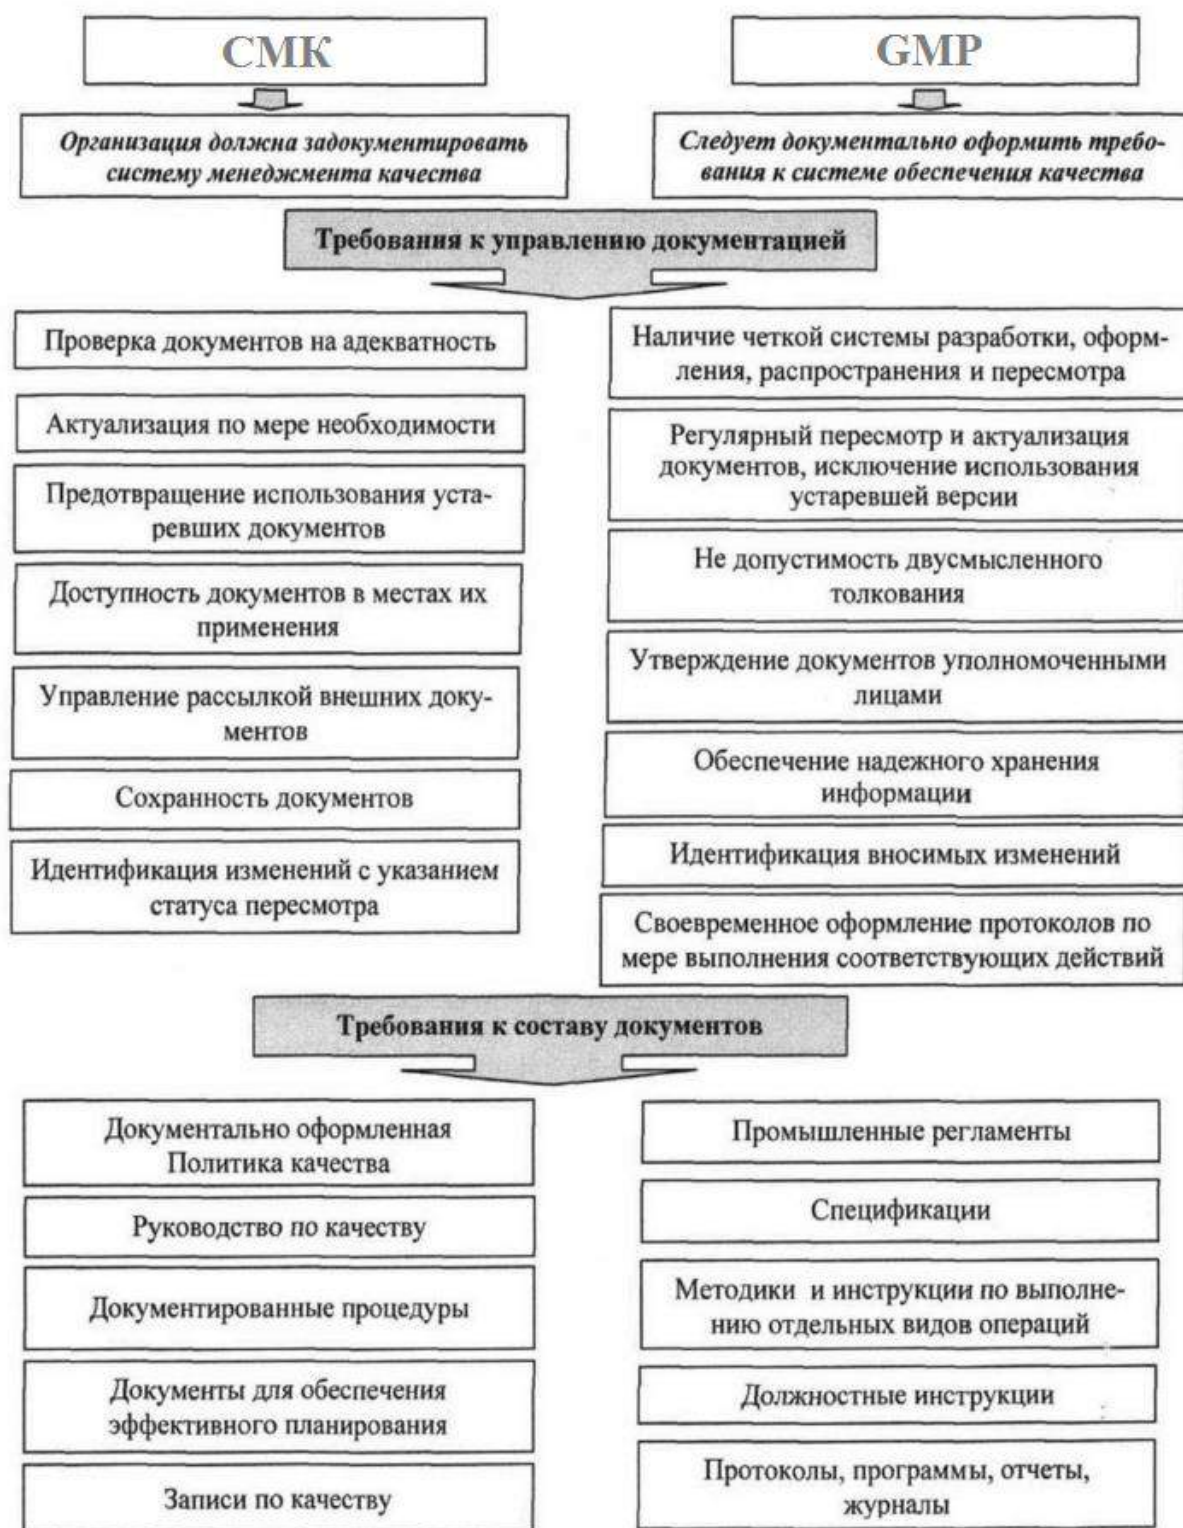 СМК
GMP
Организация должна задокументировать
систему менеджмента качества
Следует документально оформить требо-
вания к системе обеспечения качества
Требования к управлению документацией
Проверка документов на адекватность
Актуализация по мере необходимости
Предотвращение использования уста-
ревших документов
Доступность документов в местах их
применения
Управление рассылкой внешних доку-
ментов
Сохранность документов
Идентификация изменений с указанием
статуса пересмотра
Наличие четкой системы разработки, оформ-
ления, распространения и пересмотра
Регулярный пересмотр и актуализация
документов, исключение использования
устаревшей версии
Не допустимость двусмысленного
толкования
Утверждение документов уполномоченными
лицами
Обеспечение надежного хранения
информации
Идентификация вносимых изменений
Своевременное оформление протоколов по
мере выполнения соответствующих действий
Требования к составу документов
Документально оформленная
Политика качества
Руководство по качеству
Документированные процедуры
Документы для обеспечения
эффективного планирования
Записи по качеству
Промышленные регламенты
Спецификации
Методики и инструкции по выполне-
нию отдельных видов операций
Должностные инструкции
Протоколы, программы, отчеты,
журналы